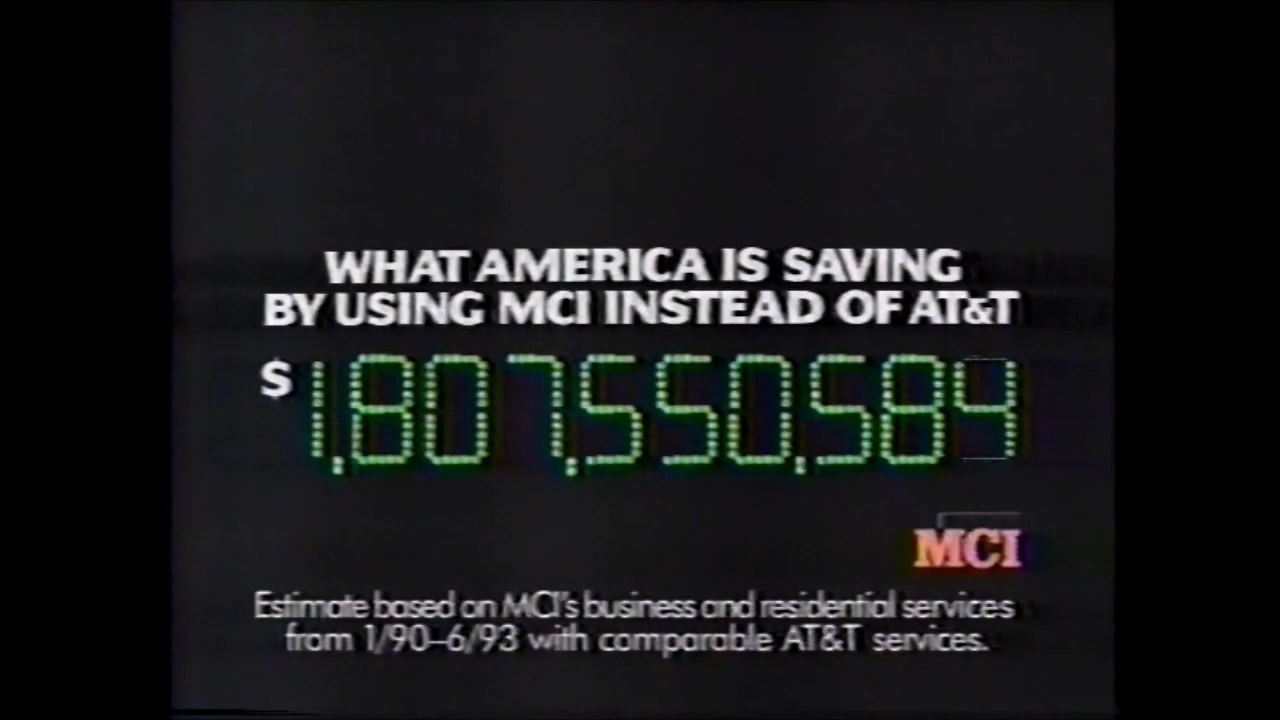 WHAT AMERICA IS SAVING
BY USING MCI INSTEAD OF AT&T
$1,807,550,584
MCI
Estimate based on MCI's business and residential services
from 1/90–6/93 with comparable AT&T services.